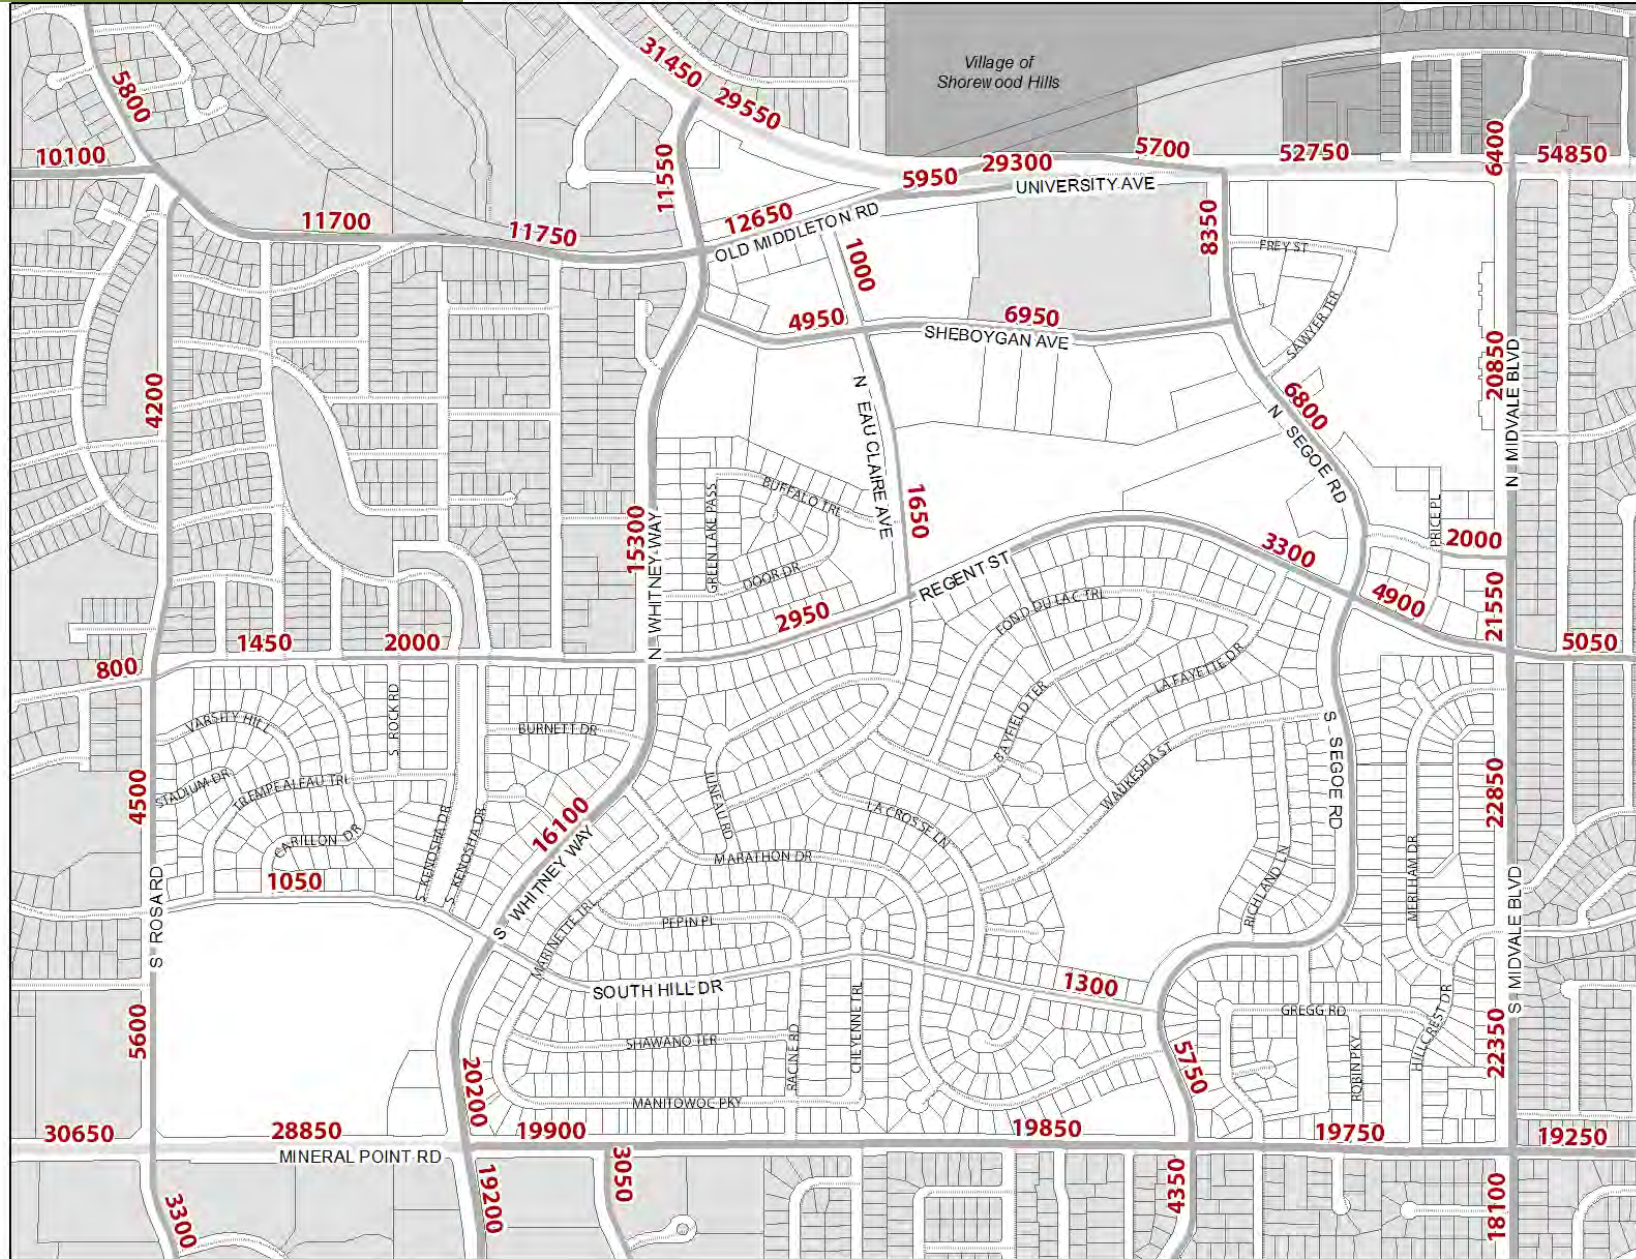 Village of
Shorewood Hills
31450
29550
5800
10100
11550
5950
29300
5700
52750
6400
54850
UNIVERSITY AVE
11700
11750
12650
OLD MIDDLETON RD
1000
8350
FREY ST
SAWYER TER
4950
6950
SHEBOYGAN AVE
4200
20850
N MIDVALE BLVD
6800
N SEGOE RD
N EAU CLAIRE AVE
1650
BUFFALO TRL
GREEN LAKE PASS
DOOR DR
15300
N WHITNEY WAY
PRICE PL
2000
3300
4900
21550
5050
REGENT ST
2950
FOND DU LAC TRL
1450
2000
800
LA FAYETTE DR
BAYFIELD TER
WAUKESHA ST
S ROCK RD
VARSITY HILL
BURNETT DR
STADIUM DR
TREMPEALEAU TRL
CARILLON DR
4500
S KENOSHA DR
S KENOSHA DR
16100
S WHITNEY WAY
JUNEAU RD
LA CROSSE LN
MARATHON DR
S SEGOE RD
22850
MERLHAM DR
RICHLAND LN
1050
S ROSA RD
MARINETTE TRL
PEPIN PL
SOUTH HILL DR
1300
S MIDVALE BLVD
GREGG RD
HILLCREST DR
22350
5600
SHAWANO TER
RACINE RD
CHEYENNE TRL
5750
ROBIN PKY
20200
MANITOWOC PKY
30650
28850
19900
19850
19750
19250
MINERAL POINT RD
3300
19200
3050
4350
18100